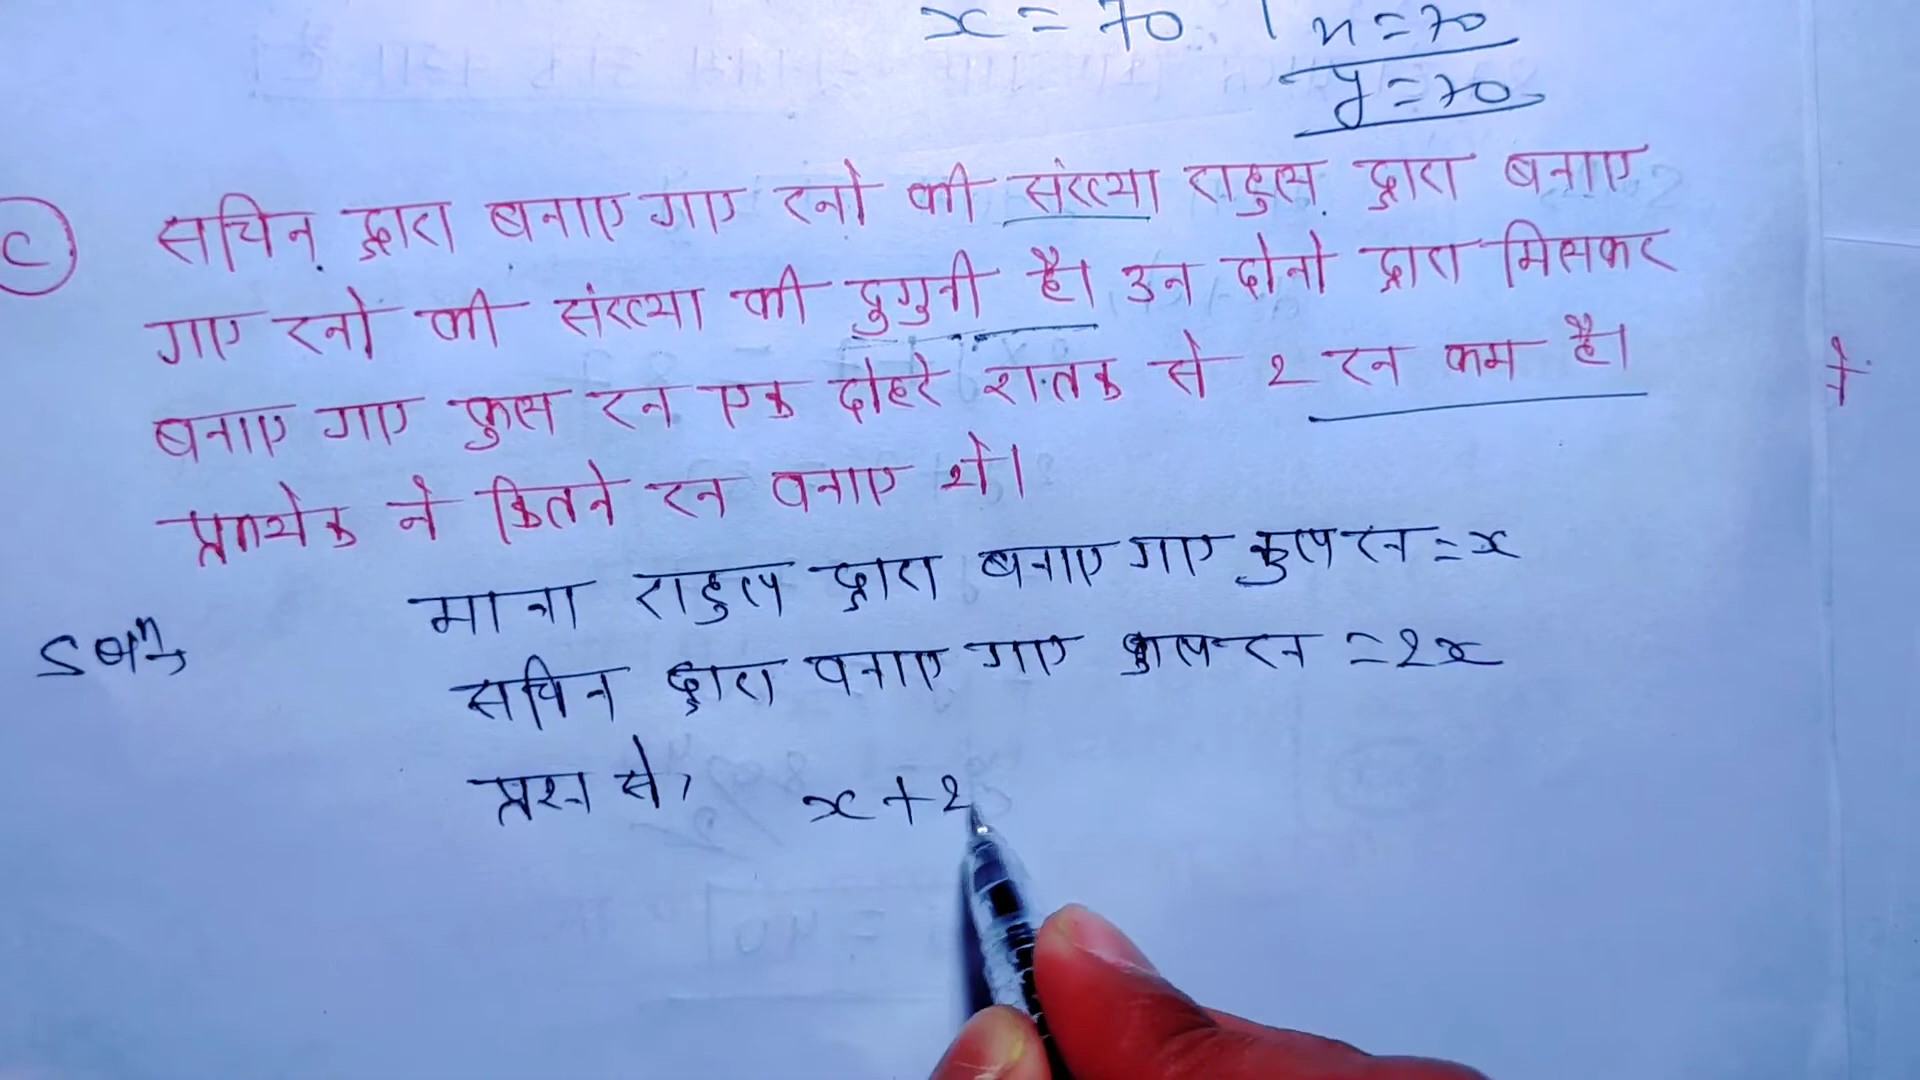 x = 70 | x = 70
y = 70
(C) सचिन द्वारा बनाए गए रनो की संख्या राहुल द्वारा बनाए
गए रनो की संख्या की दुगुनी है। उन दोनो द्वारा मिलकर
बनाए गए कुल रन एक दोहरे शतक से 2 रन कम है।
प्रत्येक ने कितने रन बनाए थे।
माना राहुल द्वारा बनाए गए कुल रन = x
Solⁿ, सचिन द्वारा बनाए गए कुल रन = 2x
प्रश्न से, x + 2